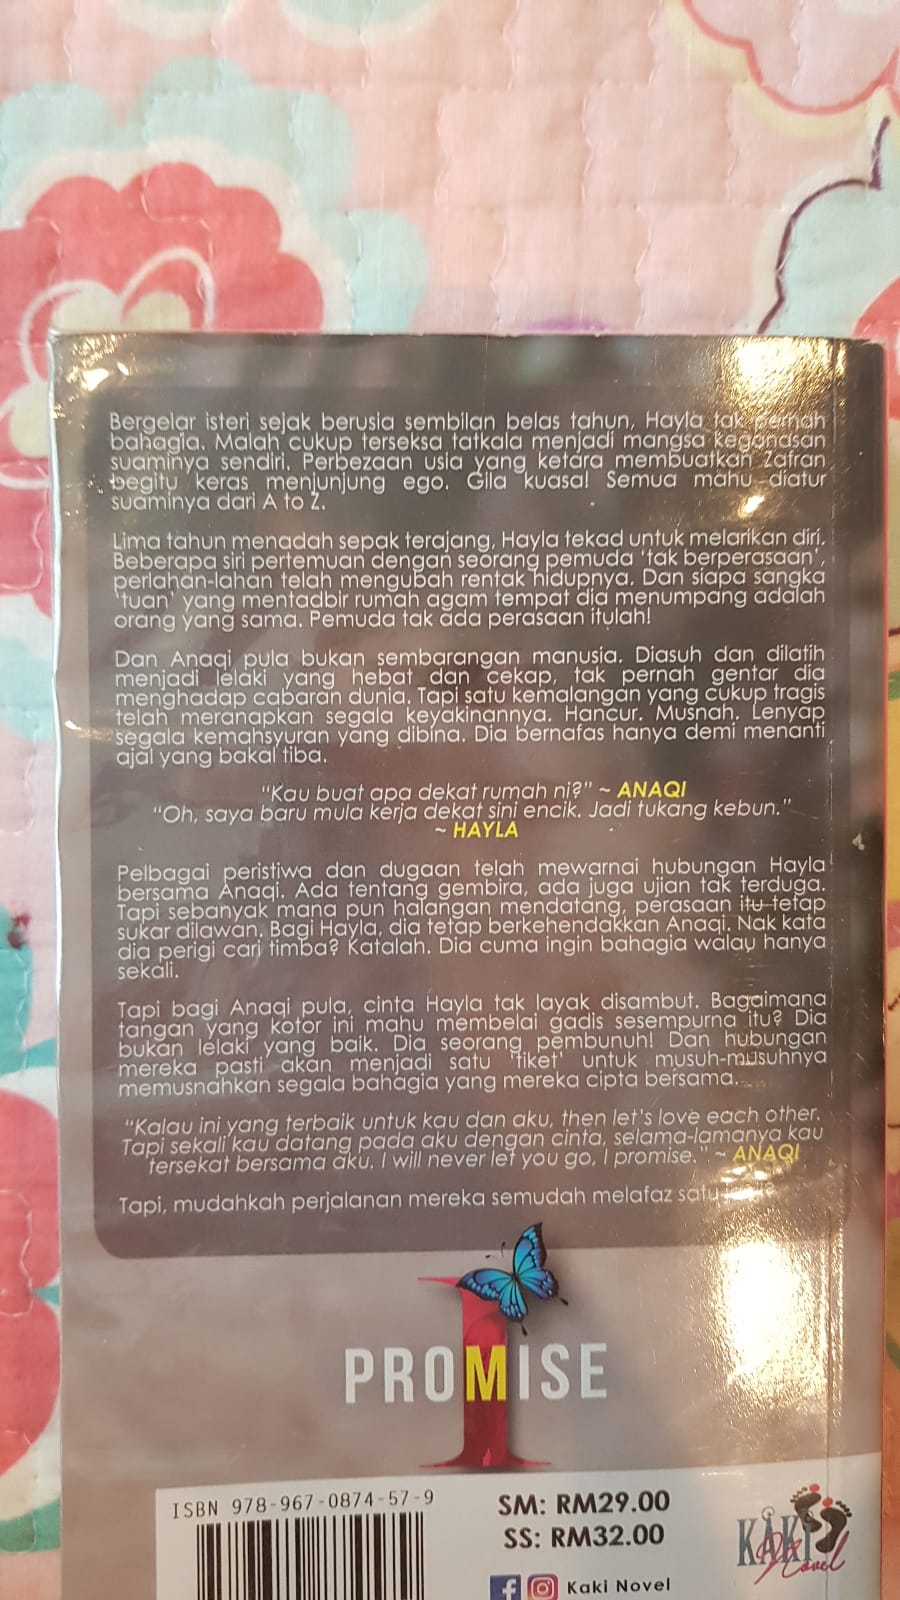 Bergelar isteri sejak berusia sembilan belas tahun, Hayla tak pernah
bahagia. Malah cukup terseksa tatkala menjadi mangsa keganasan
suaminya sendiri. Perbezaan usia yang ketara membuatkan Zafran
begitu keras menjunjung ego. Gila kuasa! Semua mahu diatur
suaminya dari A to Z.
Lima tahun menadah sepak terajang, Hayla tekad untuk melarikan diri.
Beberapa siri pertemuan dengan seorang pemuda ‘tak berperasaan’,
perlahan-lahan telah mengubah rentak hidupnya. Dan siapa sangka
‘tuan’ yang mentadbir rumah agam tempat dia menumpang adalah
orang yang sama. Pemuda tak ada perasaan itulah!
Dan Anaqi pula bukan sembarangan manusia. Diasuh dan dilatih
menjadi lelaki yang hebat dan cekap, tak pernah gentar dia
menghadap cabaran dunia. Tapi satu kemalangan yang cukup tragis
telah meranapkan segala keyakinannya. Hancur. Musnah. Lenyap
segala kemahsyuran yang dibina. Dia bernafas hanya demi menanti
ajal yang bakal tiba.
“Kau buat apa dekat rumah ni?” ~ ANAQI
“Oh, saya baru mula kerja dekat sini encik. Jadi tukang kebun.”
~ HAYLA
Pelbagai peristiwa dan dugaan telah mewarnai hubungan Hayla
bersama Anaqi. Ada tentang gembira, ada juga ujian tak terduga.
Tapi sebanyak mana pun halangan mendatang, perasaan itu tetap
sukar dilawan. Bagi Hayla, dia tetap berkehendakkan Anaqi. Nak kata
dia perigi cari timba? Katalah. Dia cuma ingin bahagia walau hanya
sekali.
Tapi bagi Anaqi pula, cinta Hayla tak layak disambut. Bagaimana
tangan yang kotor ini mahu membelai gadis sesempurna itu? Dia
bukan lelaki yang baik. Dia seorang pembunuh! Dan hubungan
mereka pasti akan menjadi satu ‘tiket’ untuk musuh-musuhnya
memusnahkan segala bahagia yang mereka cipta bersama.
“Kalau ini yang terbaik untuk kau dan aku, then let's love each other.
Tapi sekali kau datang pada aku dengan cinta, selama-lamanya kau
tersekat bersama aku. I will never let you go, I promise.” ~ ANAQI
Tapi, mudahkah perjalanan mereka semudah melafaz satu
I
PROMISE
ISBN 978-967-0874-57-9
SM: RM29.00
SS: RM32.00
KAKI
Novel
Kaki Novel